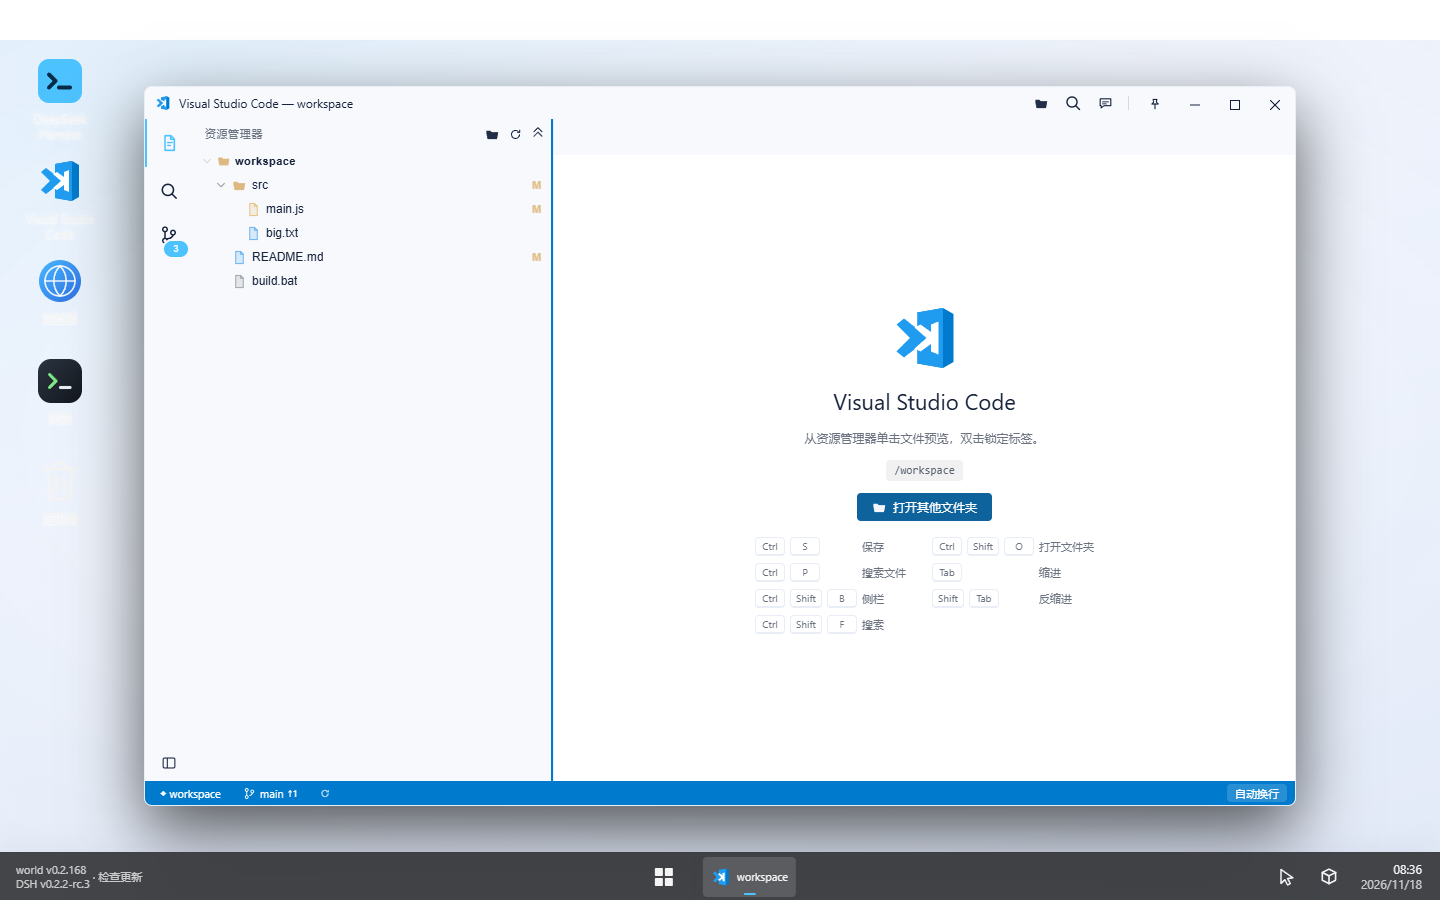 Visual Studio Code — workspace
资源管理器
workspace
src M
main.js M
big.txt
README.md M
build.bat
3
Visual Studio Code
从资源管理器单击文件预览，双击锁定标签。
/workspace
打开其他文件夹
Ctrl S 保存 Ctrl Shift O 打开文件夹
Ctrl P 搜索文件 Tab 缩进
Ctrl Shift B 侧栏 Shift Tab 反缩进
Ctrl Shift F 搜索
workspace main ↑1 自动换行
world v0.2.168
DSH v0.2.2-rc.3 · 检查更新
workspace
08:36
2026/11/18